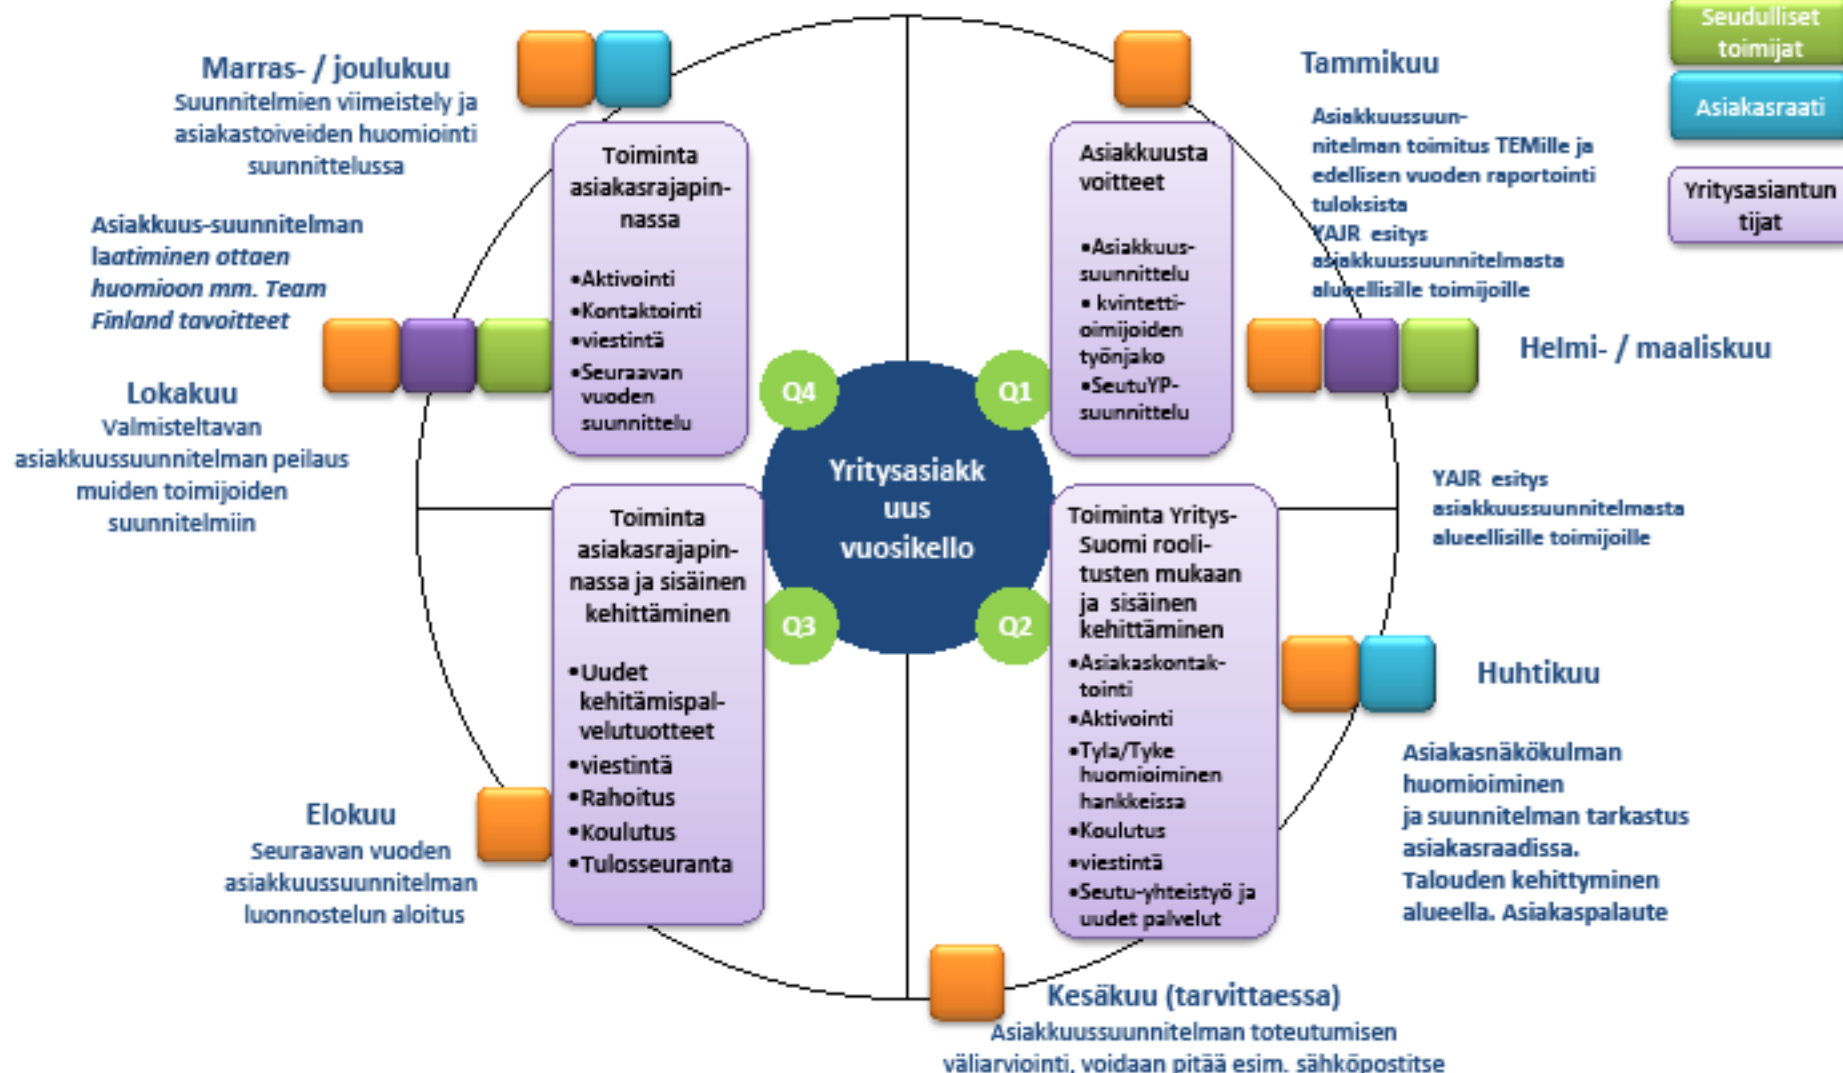 Marras- / joulukuu
Suunnitelmien viimeistely ja
asiakastoiveiden huomiointi
suunnittelussa
Asiakkuus-suunnitelman
laatiminen ottaen
huomioon mm. Team
Finland tavoitteet
Lokakuu
Valmisteltavan
asiakkuussuunnitelman peilaus
muiden toimijoiden
suunnitelmiin
Elokuu
Seuraavan vuoden
asiakkuussuunnitelman
luonnostelun aloitus
Toiminta
asiakasrajapin-
nassa
•Aktivointi
•Kontaktointi
•viestintä
•Seuraavan
vuoden
suunnittelu
Q4
Toiminta
asiakasrajapin-
nassa ja sisäinen
kehittäminen
•Uudet
kehitämispal-
velutuotteet
•viestintä
•Rahoitus
•Koulutus
•Tulosseuranta
Q3
Yritysasiakk
uus
vuosikello
Q1
Asiakkuusta
voitteet
•Asiakkuus-
suunnittelu
• kvintetti-
oimijoiden
työnjako
•SeutuYP-
suunnittelu
Q2
Toiminta Yritys-
Suomi rooli-
tusten mukaan
ja sisäinen
kehittäminen
•Asiakaskontak-
tointi
•Aktivointi
•Tyla/Tyke
huomioiminen
hankkeissa
•Koulutus
•viestintä
•Seutu-yhteistyö ja
uudet palvelut
Tammikuu
Asiakkuussuun-
nitelman toimitus TEMille ja
edellisen vuoden raportointi
tuloksista
YAJR esitys
asiakkuussuunnitelmasta
alueellisille toimijoille
Helmi- / maaliskuu
YAJR esitys
asiakkuussuunnitelmasta
alueellisille toimijoille
Huhtikuu
Asiakasnäkökulman
huomioiminen
ja suunnitelman tarkastus
asiakasraadissa.
Talouden kehittyminen
alueella. Asiakaspalaute
Kesäkuu (tarvittaessa)
Asiakkuussuunnitelman toteutumisen
väliarviointi, voidaan pitää esim. sähköpostitse
Seudulliset
toimijat
Asiakasraati
Yritysasiantun
tijat